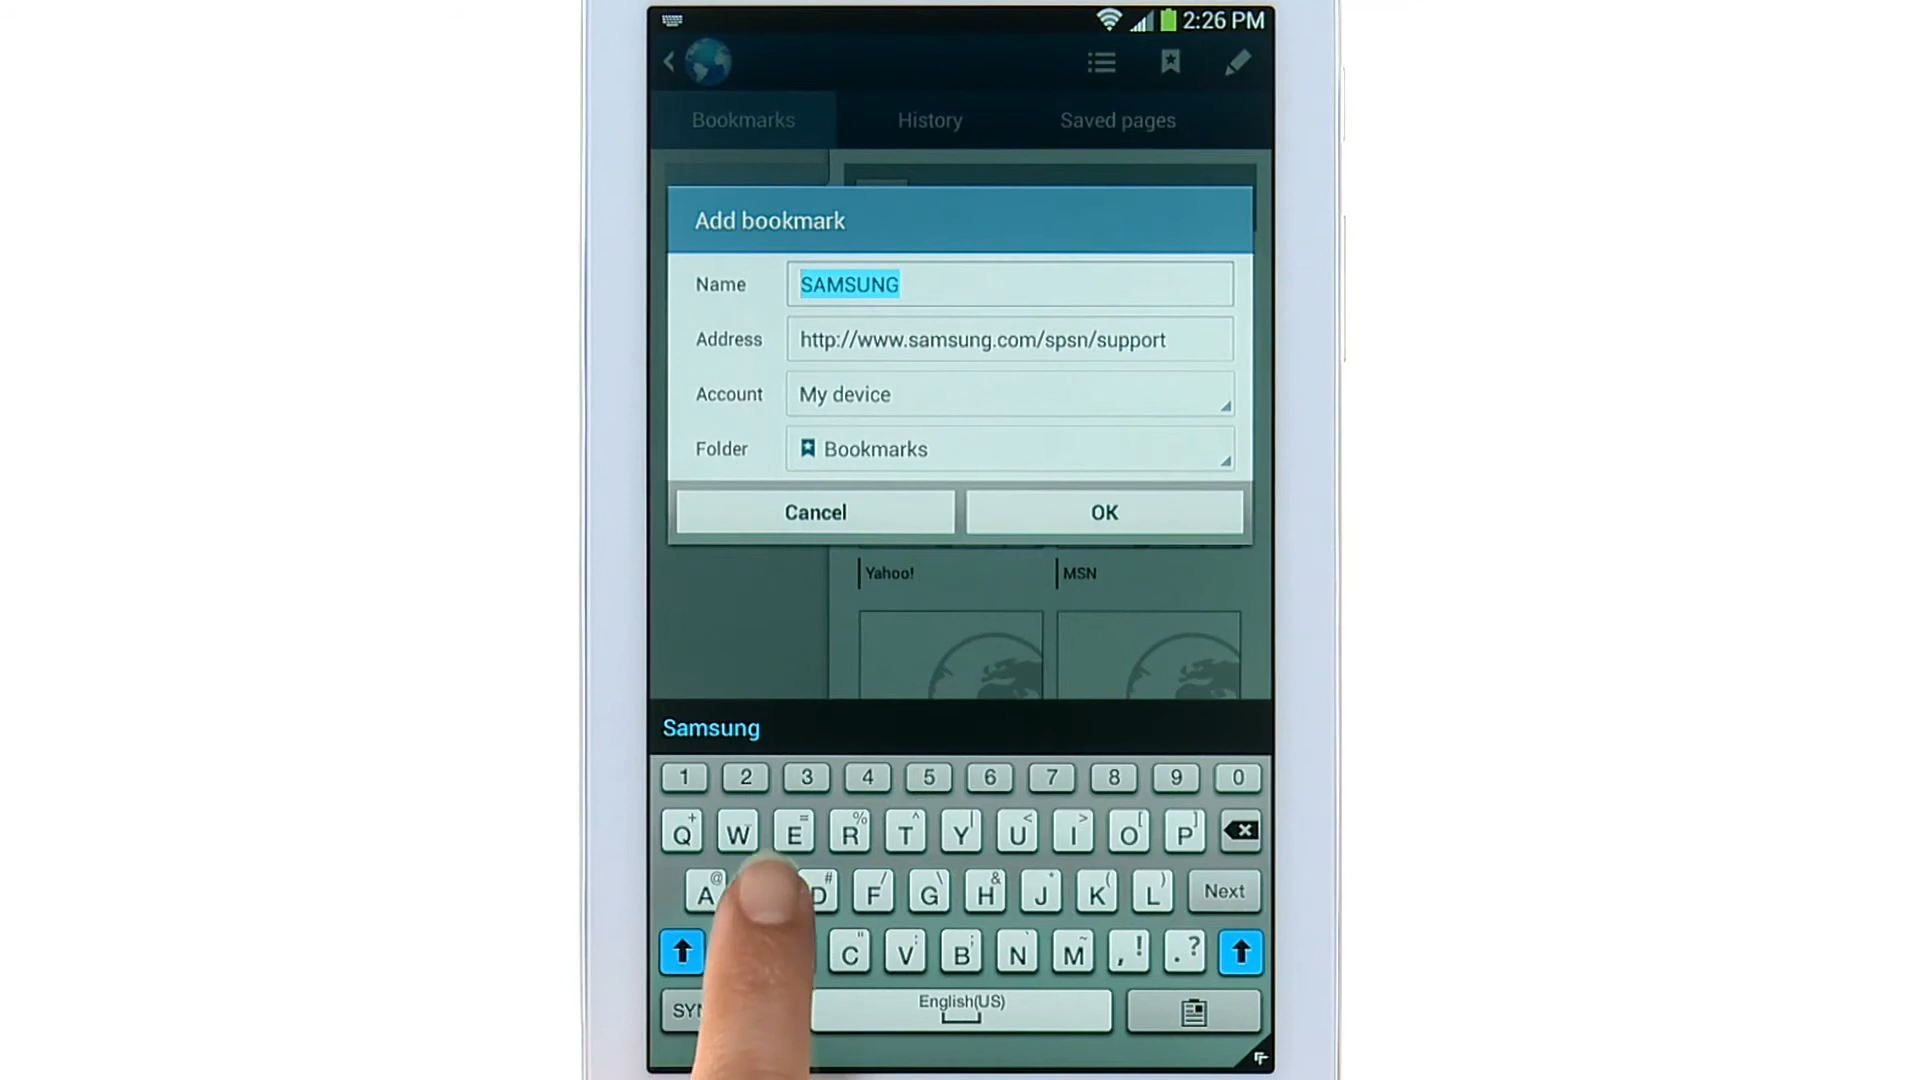 2:26 PM
Bookmarks History Saved pages
Add bookmark
Name SAMSUNG
Address http://www.samsung.com/spsn/support
Account My device
Folder Bookmarks
Cancel OK
Yahoo! MSN
Samsung
1 2 3 4 5 6 7 8 9 0
Q + W E = R % T ^ Y | U < I > O [ P ]
A @ D # F / G \ H & J * K ( L ) Next
C " V : B ; N ` M ~ , ! . ?
English(US)